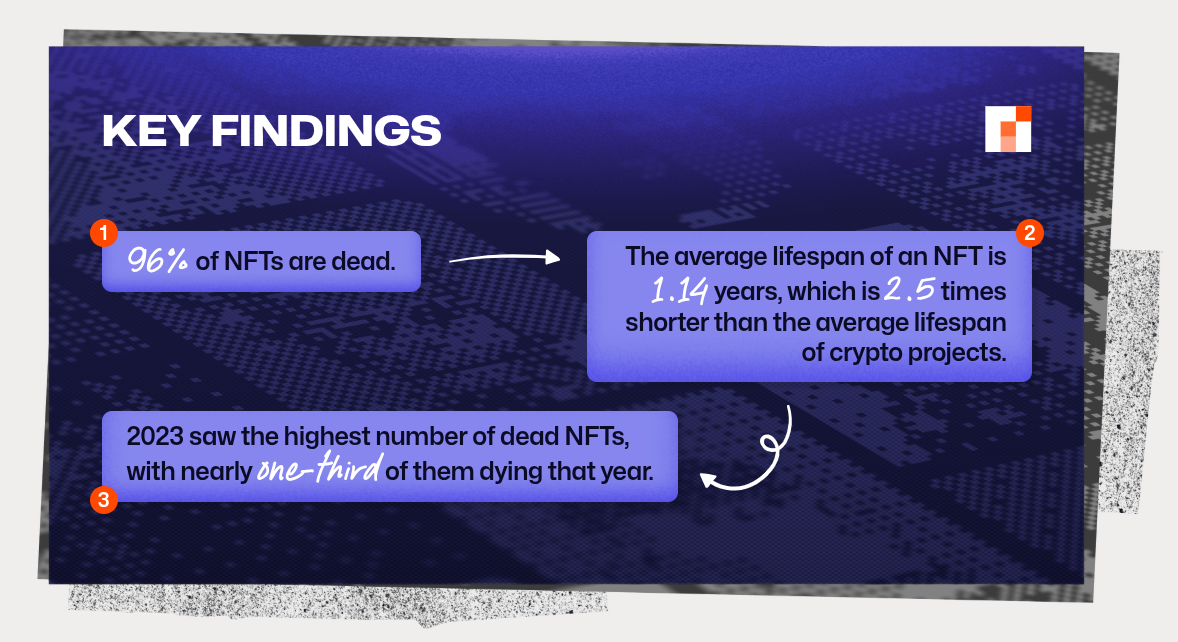 KEY FINDINGS
1
96% of NFTs are dead.
2
The average lifespan of an NFT is
1.14 years, which is 2.5 times
shorter than the average lifespan
of crypto projects.
2023 saw the highest number of dead NFTs,
with nearly one-third of them dying that year.
3